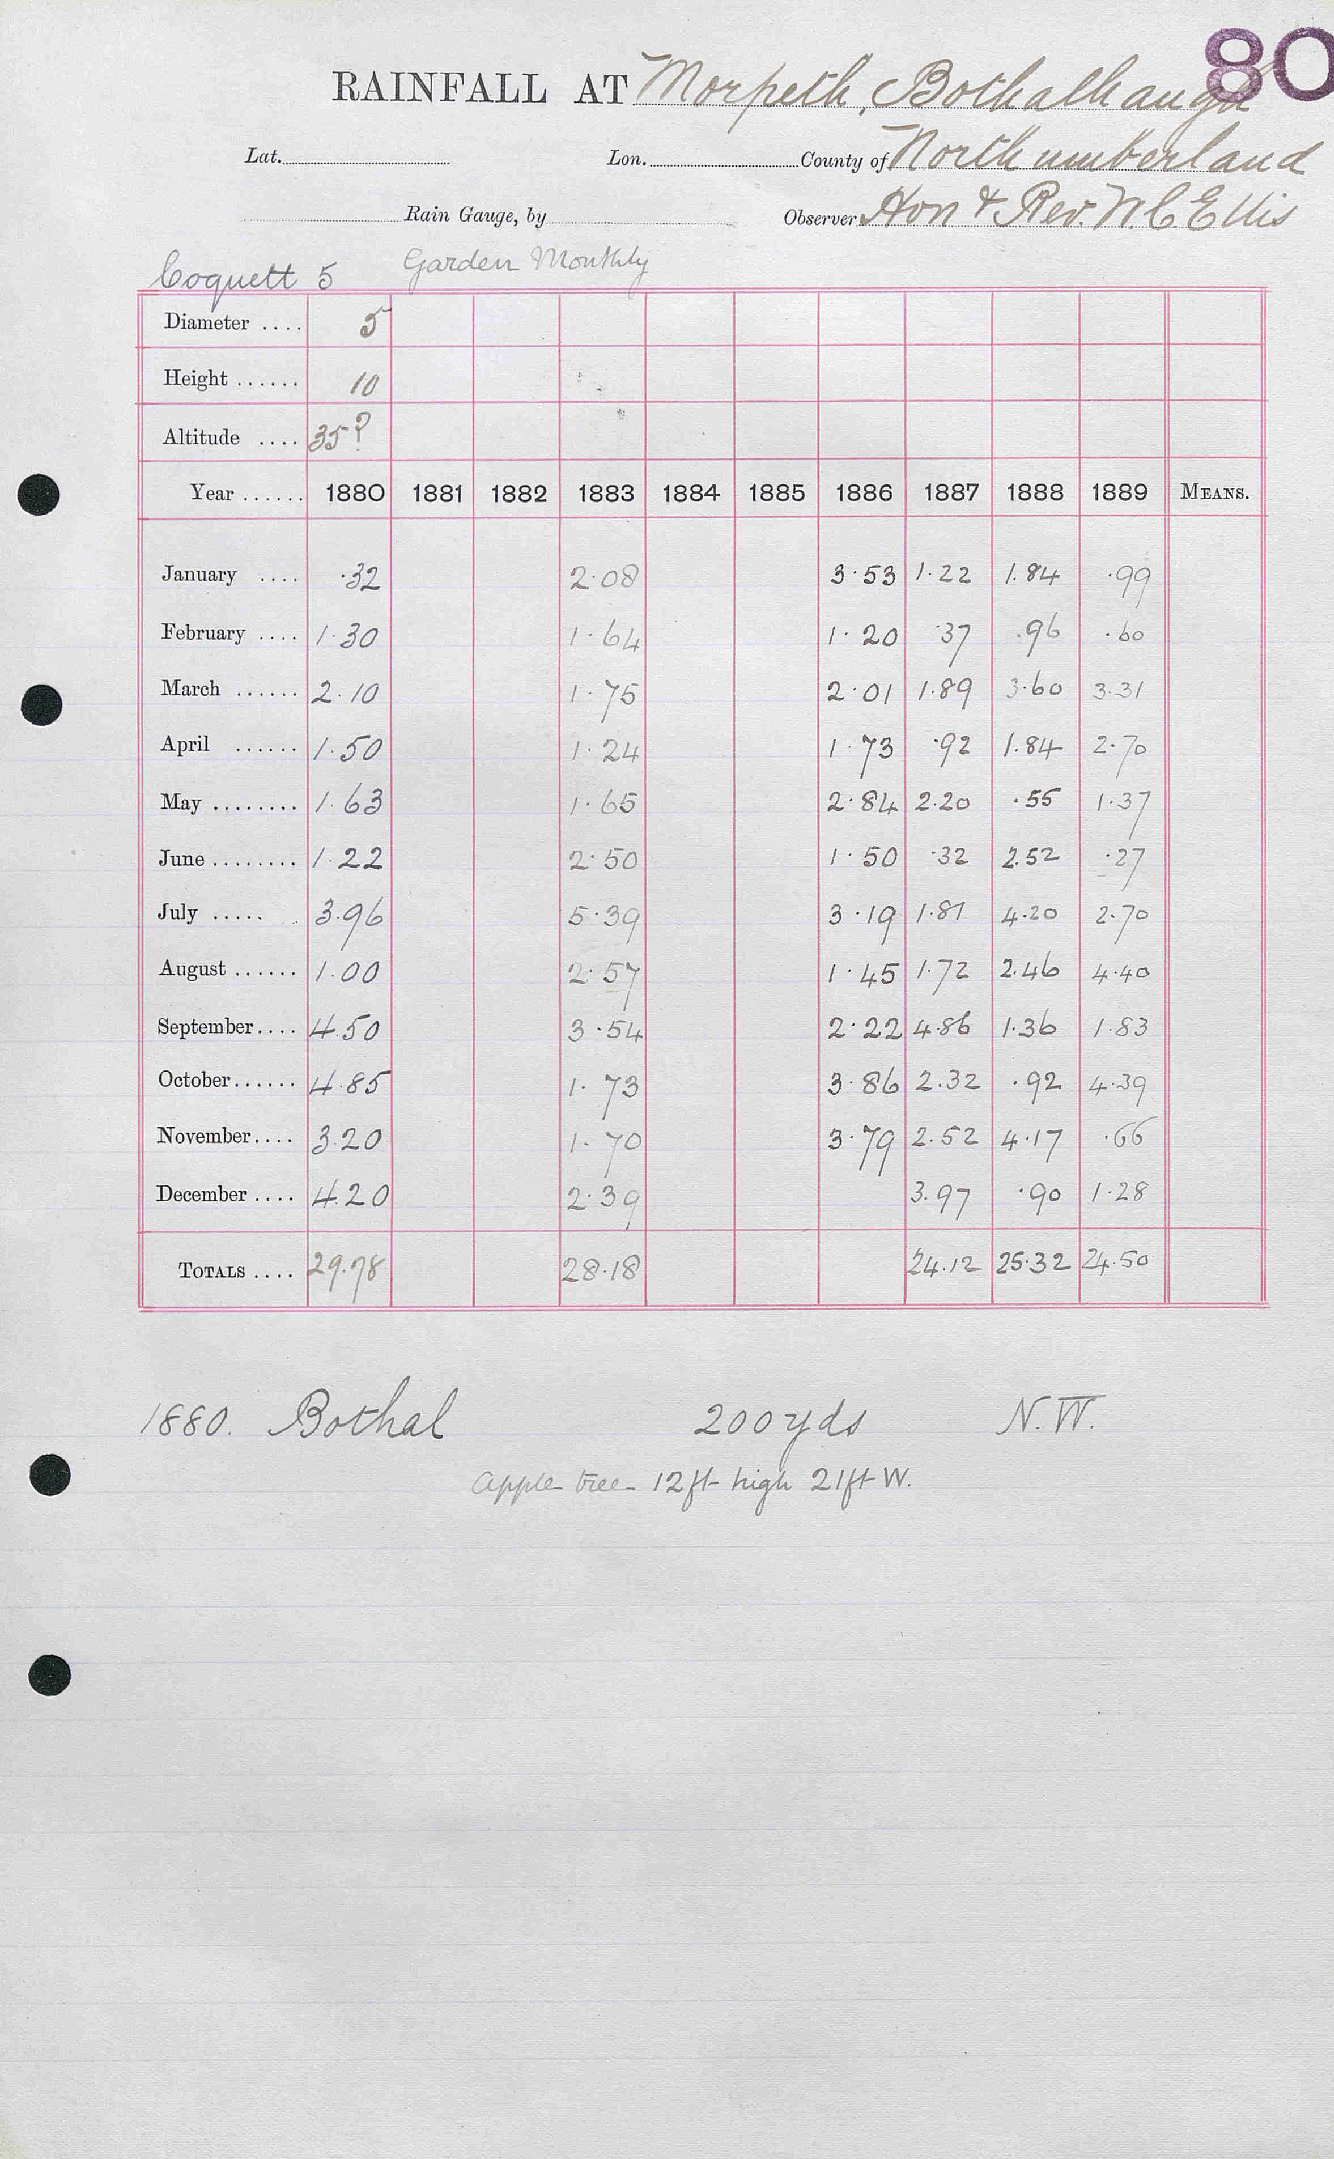 80
RAINFALL AT Morpeth, Bothalhaugh
Lat. Lon. County of Northumberland
Rain Gauge, by Observer Hon & Rev. W. C Ellis
Coquett 5 Garden Monthly
Diameter .... 5
Height ...... 10
Altitude .... 35?
Year ...... 1880 1881 1882 1883 1884 1885 1886 1887 1888 1889 MEANS.
January .... .32 2.08 3.53 1.22 1.84 .99
February .... 1.30 1.64 1.20 .37 .96 .60
March ...... 2.10 1.75 2.01 1.89 3.60 3.31
April ...... 1.50 1.24 1.73 .92 1.84 2.70
May ........ 1.63 1.65 2.84 2.20 .55 1.37
June ........ 1.22 2.50 1.50 .32 2.52 .27
July ..... 3.96 5.39 3.19 1.81 4.20 2.70
August ...... 1.00 2.57 1.45 1.72 2.46 4.40
September.... 4.50 3.54 2.22 4.86 1.36 1.83
October...... 4.85 1.73 3.86 2.32 .92 4.39
November.... 3.20 1.70 3.79 2.52 4.17 .66
December .... 4.20 2.39 3.97 .90 1.28
TOTALS .... 29.78 28.18 24.12 25.32 24.50
1880. Bothal 200 yds N.W.
Apple tree 12ft high 21ft W.